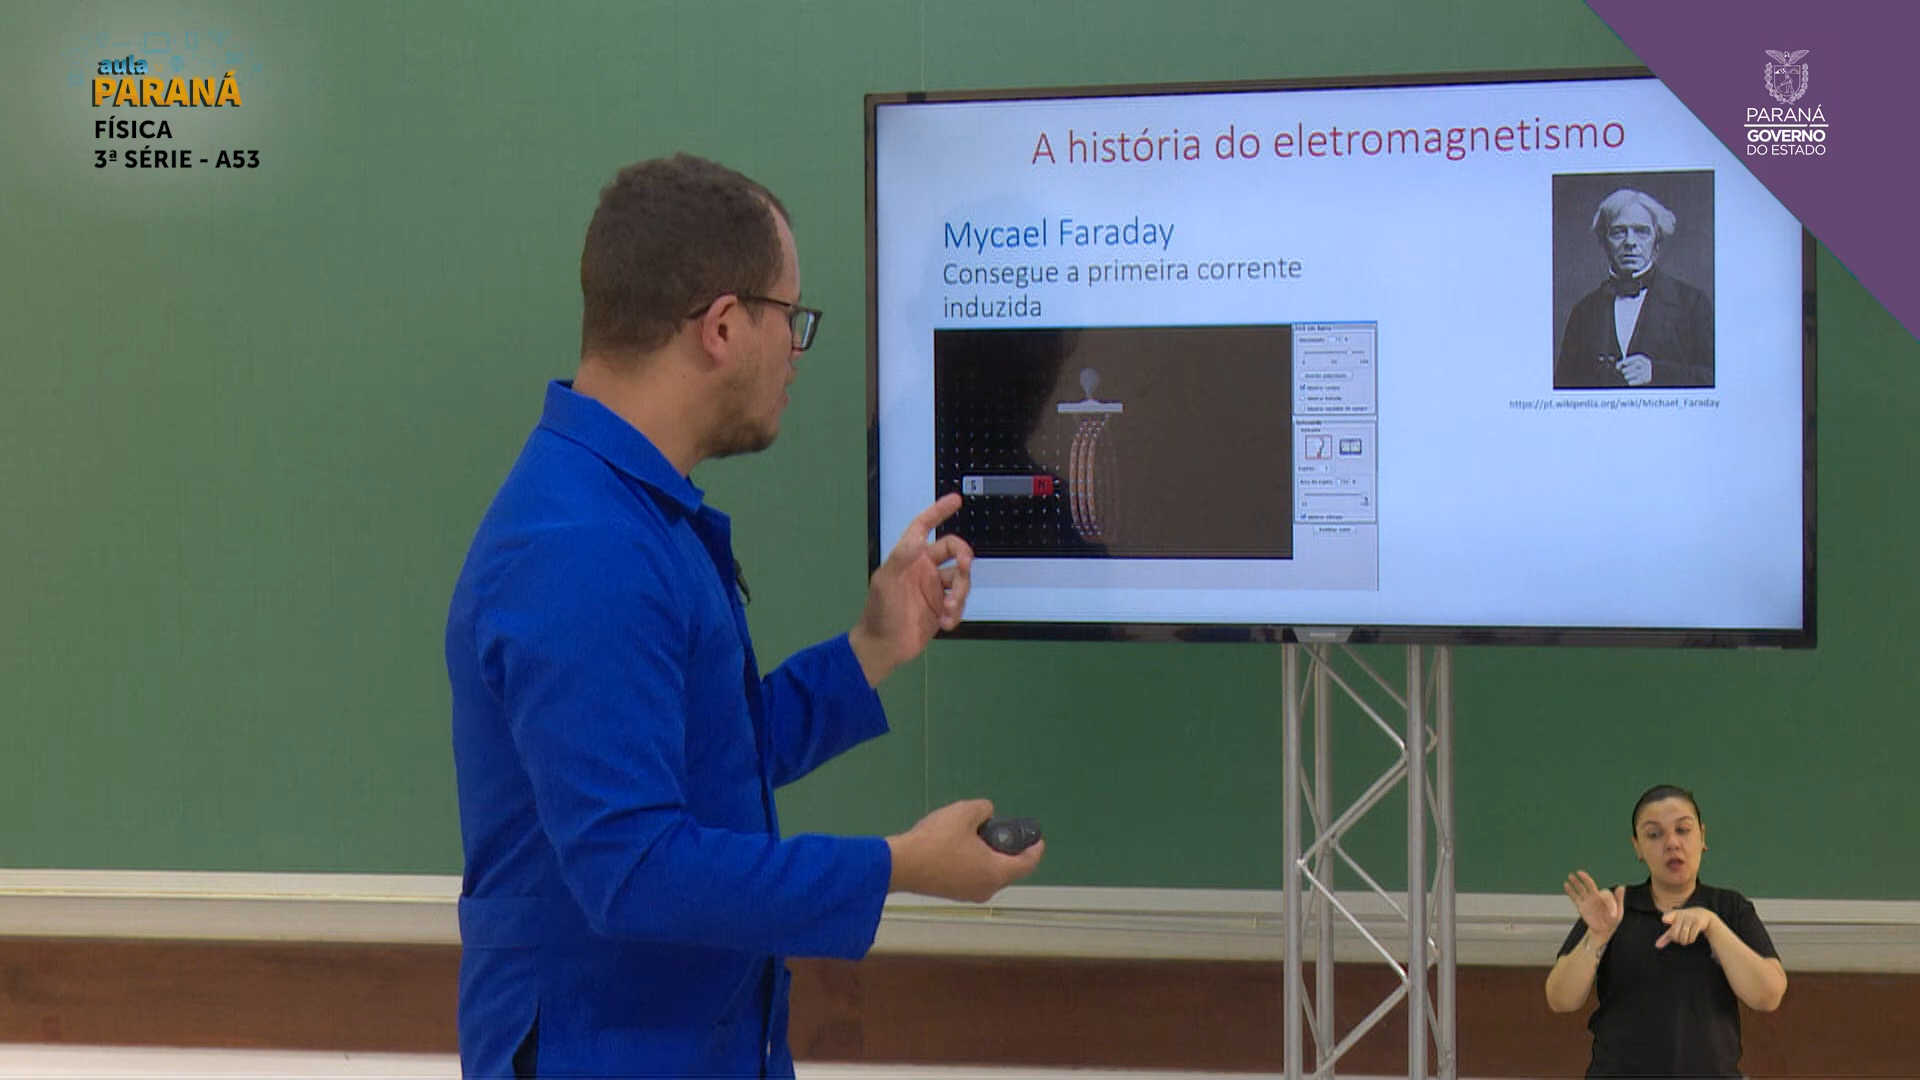 aula
PARANÁ
FÍSICA
3ª SÉRIE - A53
PARANÁ
GOVERNO
DO ESTADO
A história do eletromagnetismo
Mycael Faraday
Consegue a primeira corrente
induzida
https://pt.wikipedia.org/wiki/Michael_Faraday
S
N